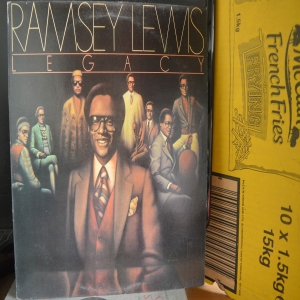 RAMSEY LEWIS
LEGACY
McCain
French Fries
10 x 1.5kg
15kg